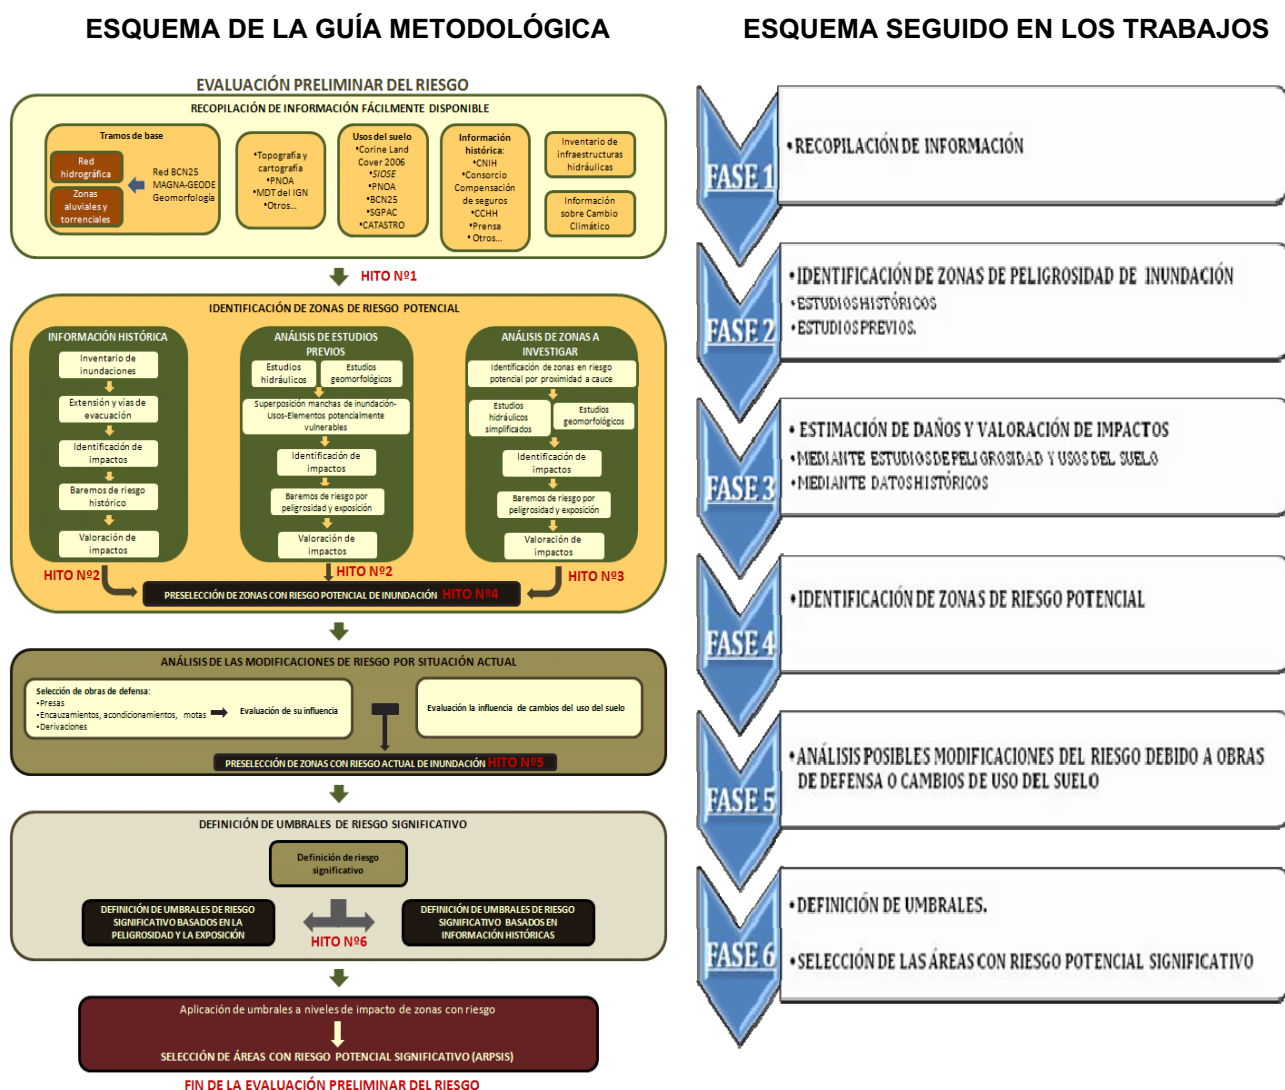 ESQUEMA DE LA GUÍA METODOLÓGICA
EVALUACIÓN PRELIMINAR DEL RIESGO
RECOPILACIÓN DE INFORMACIÓN FÁCILMENTE DISPONIBLE
Tramos de base
Red
hidrográfica
Zonas
aluviales y
torrenciales
Red BCN25
MAGNA-GEODE
Geomorfología
•Topografía y
cartografía
•PNOA
•MDT del IGN
•Otros...
Usos del suelo
•Corine Land
Cover 2006
•SIOSE
•PNOA
•BCN25
•SGPAC
•CATASTRO
Información
histórica:
•CNIH
•Consorcio
Compensación
de seguros
•CCHH
•Prensa
•Otros...
Inventario de
infraestructuras
hidráulicas
Información
sobre Cambio
Climático
HITO Nº1
IDENTIFICACIÓN DE ZONAS DE RIESGO POTENCIAL
INFORMACIÓN HISTÓRICA
Inventario de
inundaciones
Extensión y vias de
evacuación
Identificación de
impactos
Baremos de riesgo
histórico
Valoración de
impactos
HITO Nº2
ANÁLISIS DE ESTUDIOS
PREVIOS
Estudios
hidráulicos
Estudios
geomorfológicos
Superposición manchas de inundación-
Usos-Elementos potencialmente
vulnerables
Identificación de
impactos
Baremos de riesgo por
peligrosidad y exposición
Valoración de
impactos
HITO Nº2
ANÁLISIS DE ZONAS A
INVESTIGAR
Identificación de zonas en riesgo
potencial por proximidad a cauce
Estudios
hidráulicos
simplificados
Estudios
geomorfológicos
Identificación de
impactos
Baremos de riesgo por
peligrosidad y exposición
Valoración de
impactos
HITO Nº3
PRESELECCIÓN DE ZONAS CON RIESGO POTENCIAL DE INUNDACIÓN HITO Nº4
ANÁLISIS DE LAS MODIFICACIONES DE RIESGO POR SITUACIÓN ACTUAL
Selección de obras de defensa:
•Presas
•Encauzamientos, acondicionamientos, motas
•Derivaciones
Evaluación de su influencia
Evaluación la influencia de cambios del uso del suelo
PRESELECCIÓN DE ZONAS CON RIESGO ACTUAL DE INUNDACIÓN HITO Nº5
DEFINICIÓN DE UMBRALES DE RIESGO SIGNIFICATIVO
Definición de riesgo
significativo
DEFINICIÓN DE UMBRALES DE RIESGO
SIGNIFICATIVO BASADOS EN LA
PELIGROSIDAD Y LA EXPOSICIÓN
HITO Nº6
DEFINICIÓN DE UMBRALES DE RIESGO
SIGNIFICATIVO BASADOS EN
INFORMACIÓN HISTÓRICAS
Aplicación de umbrales a niveles de impacto de zonas con riesgo
SELECCIÓN DE ÁREAS CON RIESGO POTENCIAL SIGNIFICATIVO (ARPSIS)
FIN DE LA EVALUACIÓN PRELIMINAR DEL RIESGO
ESQUEMA SEGUIDO EN LOS TRABAJOS
FASE 1
•RECOPILACIÓN DE INFORMACIÓN
FASE 2
•IDENTIFICACIÓN DE ZONAS DE PELIGROSIDAD DE INUNDACIÓN
•ESTUDIOS HISTÓRICOS
•ESTUDIOS PREVIOS.
FASE 3
•ESTIMACIÓN DE DAÑOS Y VALORACIÓN DE IMPACTOS
•MEDIANTE ESTUDIOS DE PELIGROSIDAD Y USOS DEL SUELO
•MEDIANTE DATOS HISTÓRICOS
FASE 4
•IDENTIFICACIÓN DE ZONAS DE RIESGO POTENCIAL
FASE 5
•ANÁLISIS POSIBLES MODIFICACIONES DEL RIESGO DEBIDO A OBRAS
DE DEFENSA O CAMBIOS DE USO DEL SUELO
FASE 6
•DEFINICIÓN DE UMBRALES.
•SELECCIÓN DE LAS ÁREAS CON RIESGO POTENCIAL SIGNIFICATIVO